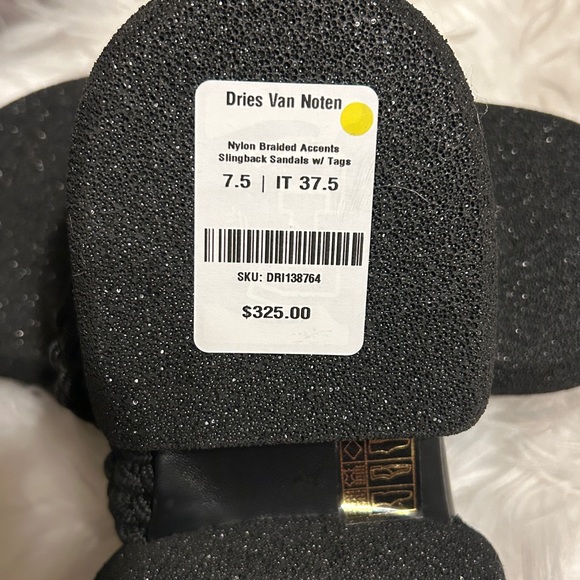 Dries Van Noten
Nylon Braided Accents
Slingback Sandals w/ Tags
7.5 | IT 37.5
SKU: DRI138764
$325.00